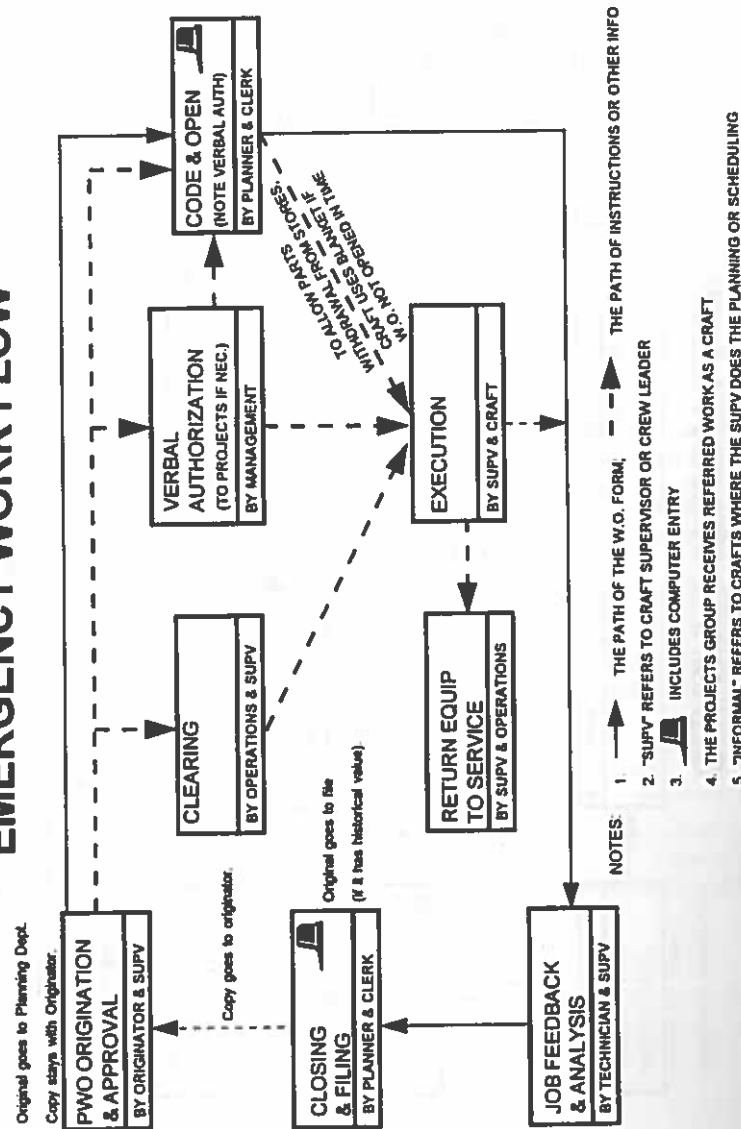 EMERGENCY WORK FLOW
Original goes to Planning Dept.
Copy stays with Originator.
PWO ORIGINATION
& APPROVAL
BY ORIGINATOR & SUPV
CLEARING
BY OPERATIONS & SUPV
VERBAL
AUTHORIZATION
(TO PROJECTS IF NEC.)
BY MANAGEMENT
CODE & OPEN
(NOTE VERBAL AUTH)
BY PLANNER & CLERK
TO ALLOW PARTS
WITHDRAWAL FROM STORES,
CRAFT USES BLANKET IF
W.O. NOT OPENED IN TIME
Copy goes to originator.
CLOSING
& FILING
BY PLANNER & CLERK
Original goes to file
(if it has historical value)
RETURN EQUIP
TO SERVICE
BY SUPV & OPERATIONS
EXECUTION
BY SUPV & CRAFT
JOB FEEDBACK
& ANALYSIS
BY TECHNICIAN & SUPV
NOTES: 1. THE PATH OF THE W.O. FORM; THE PATH OF INSTRUCTIONS OR OTHER INFO
2. "SUPV" REFERS TO CRAFT SUPERVISOR OR CREW LEADER
3. INCLUDES COMPUTER ENTRY
4. THE PROJECTS GROUP RECEIVES REFERRED WORK AS A CRAFT
5. "INFORMAL" REFERS TO CRAFTS WHERE THE SUPV DOES THE PLANNING OR SCHEDULING